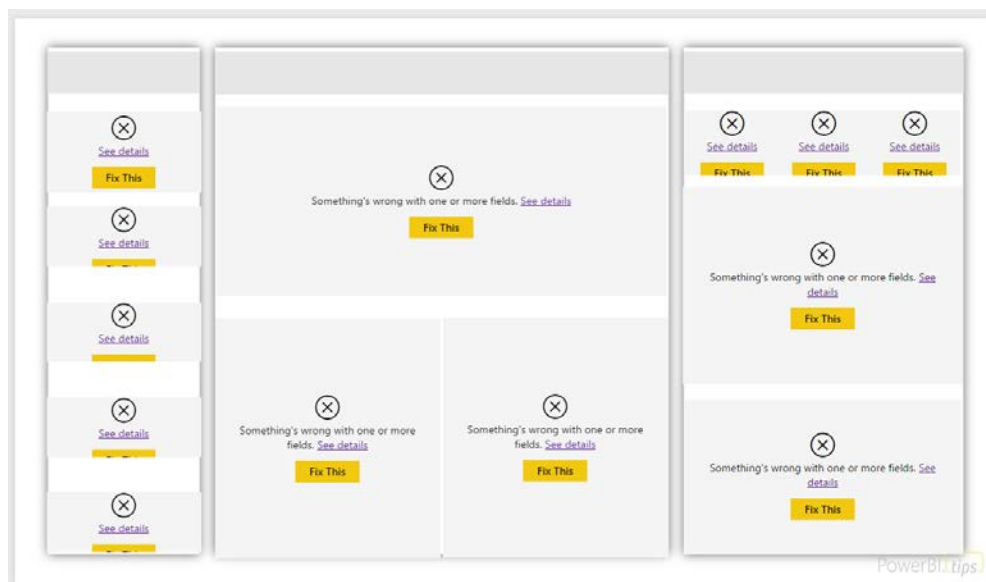 See details
Fix This
See details
See details
See details
See details
Something's wrong with one or more fields. See details
Fix This
Something's wrong with one or more
fields. See details
Fix This
Something's wrong with one or more
fields. See details
Fix This
See details See details See details
Fix This Fix This Fix This
Something's wrong with one or more fields. See
details
Fix This
Something's wrong with one or more fields. See
details
Fix This
PowerBI.tips